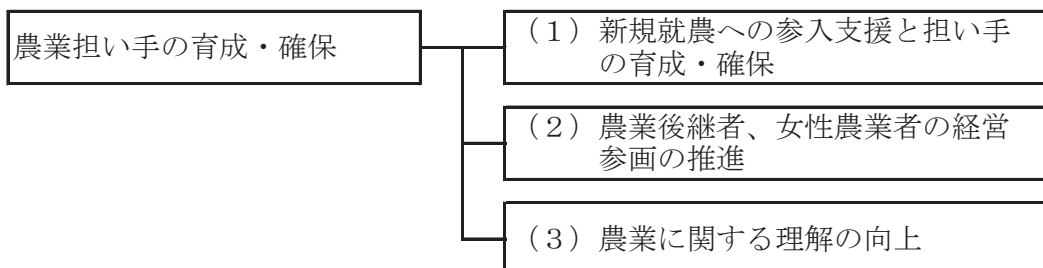 農業担い手の育成・確保
（１）新規就農への参入支援と担い手
の育成・確保
（２）農業後継者、女性農業者の経営
参画の推進
（３）農業に関する理解の向上